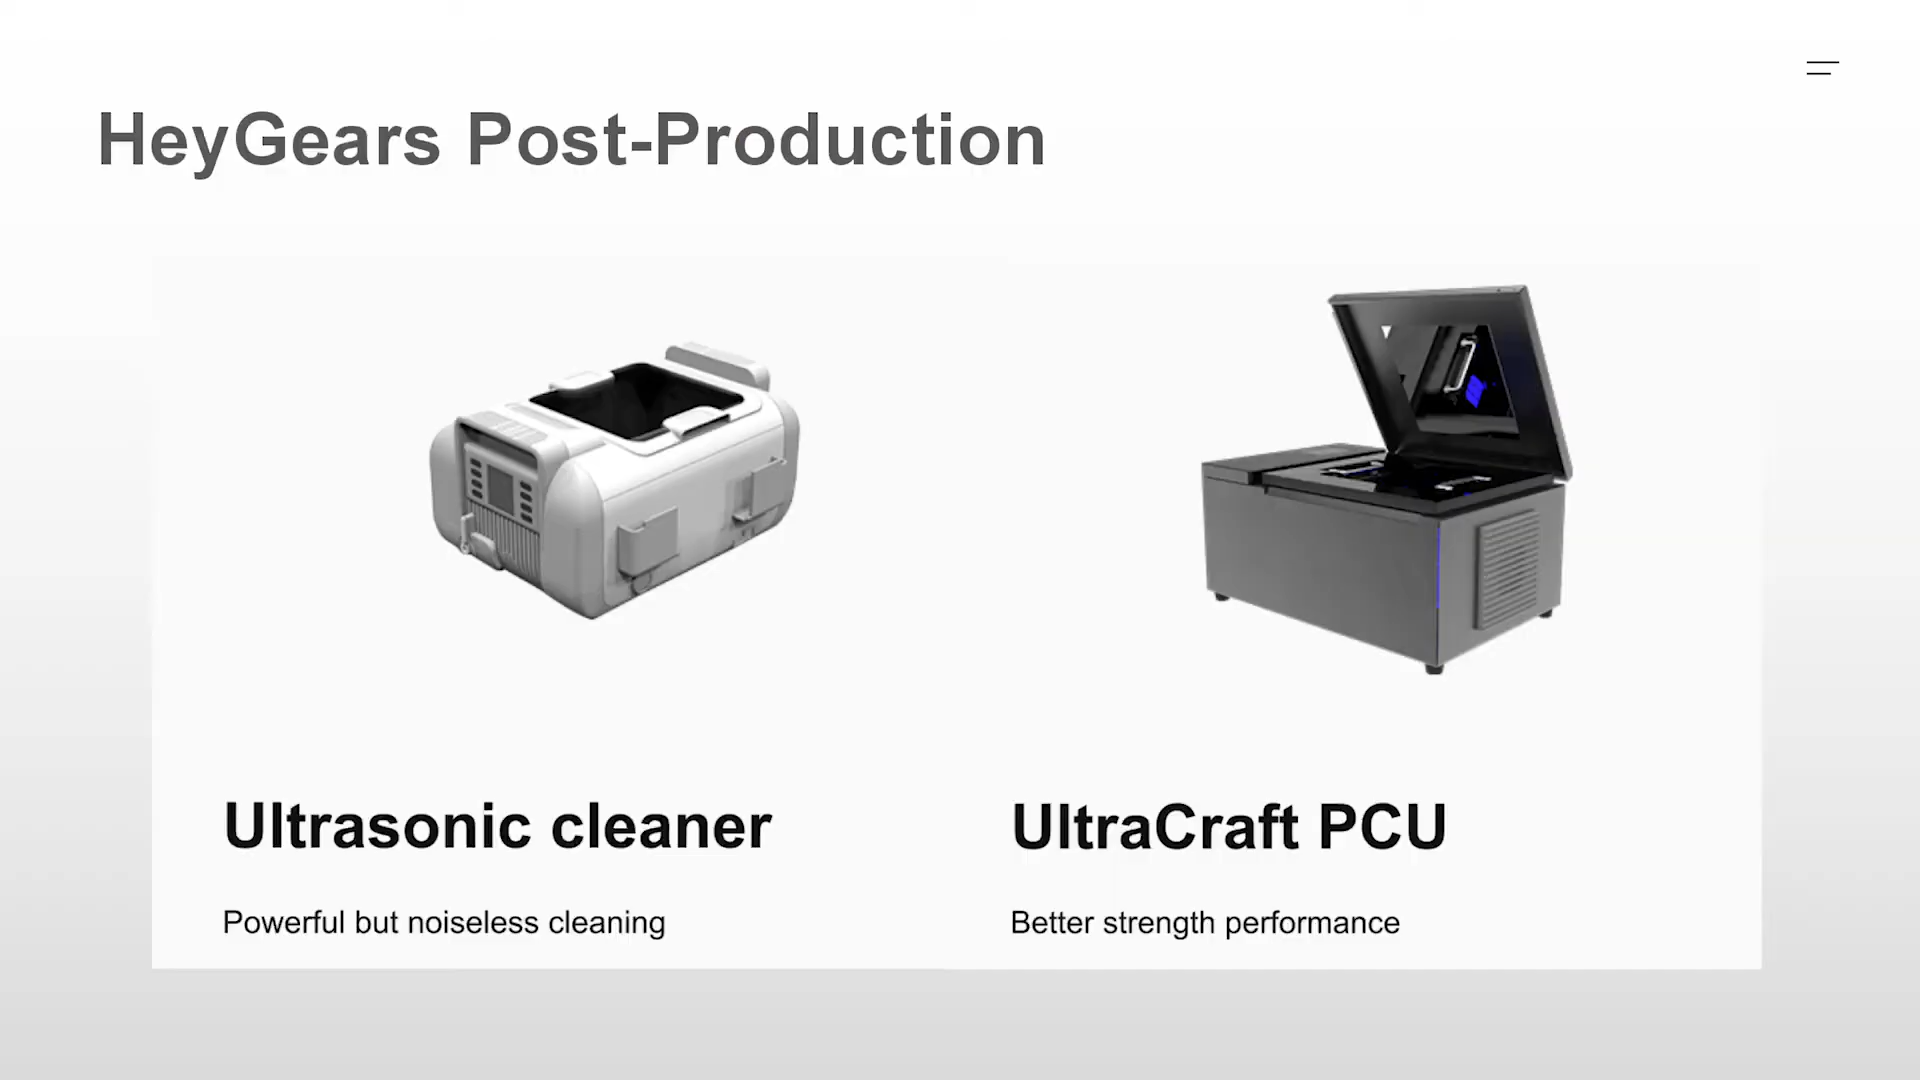 HeyGears Post-Production
Ultrasonic cleaner
Powerful but noiseless cleaning
UltraCraft PCU
Better strength performance